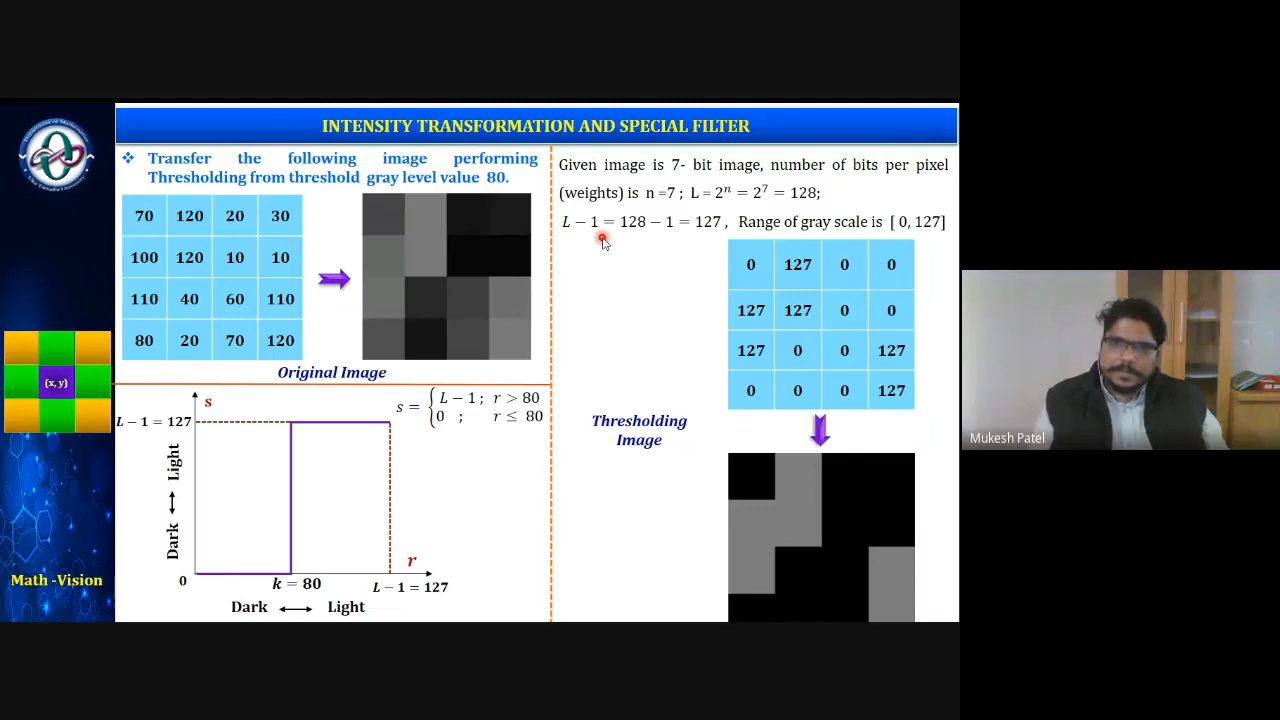 INTENSITY TRANSFORMATION AND SPECIAL FILTER
❖ Transfer the following image performing
Thresholding from threshold gray level value 80.
70 120 20 30
100 120 10 10
110 40 60 110
80 20 70 120
Original Image
s = { L − 1 ; r > 80
0 ; r ≤ 80
s
L − 1 = 127
Dark Light
0
r
k = 80
L − 1 = 127
Dark Light
Given image is 7- bit image, number of bits per pixel
(weights) is n =7 ; L = 2ⁿ = 2⁷ = 128;
L − 1 = 128 − 1 = 127 , Range of gray scale is [ 0, 127]
0 127 0 0
127 127 0 0
127 0 0 127
0 0 0 127
Thresholding
Image
(x, y)
Math -Vision
Mukesh Patel